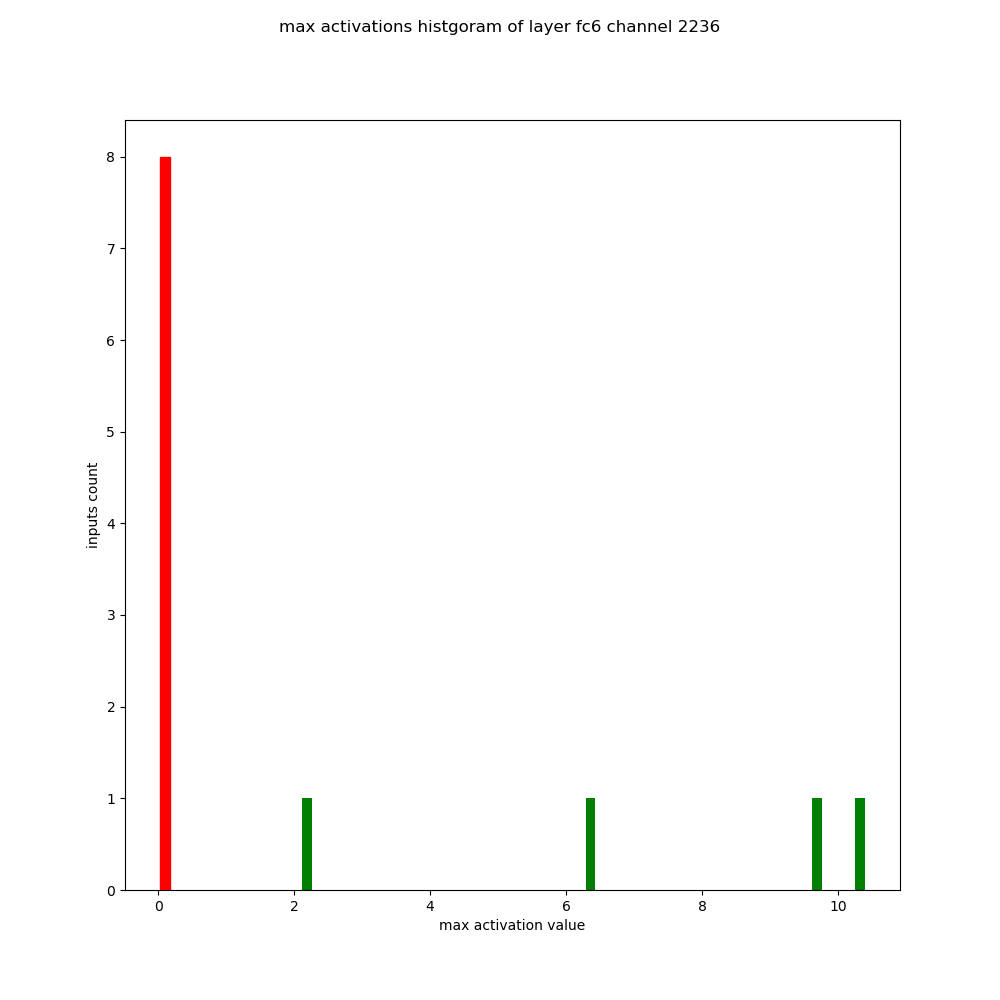 max activations histgoram of layer fc6 channel 2236
8
7
6
5
4
3
2
1
0
inputs count
0 2 4 6 8 10
max activation value